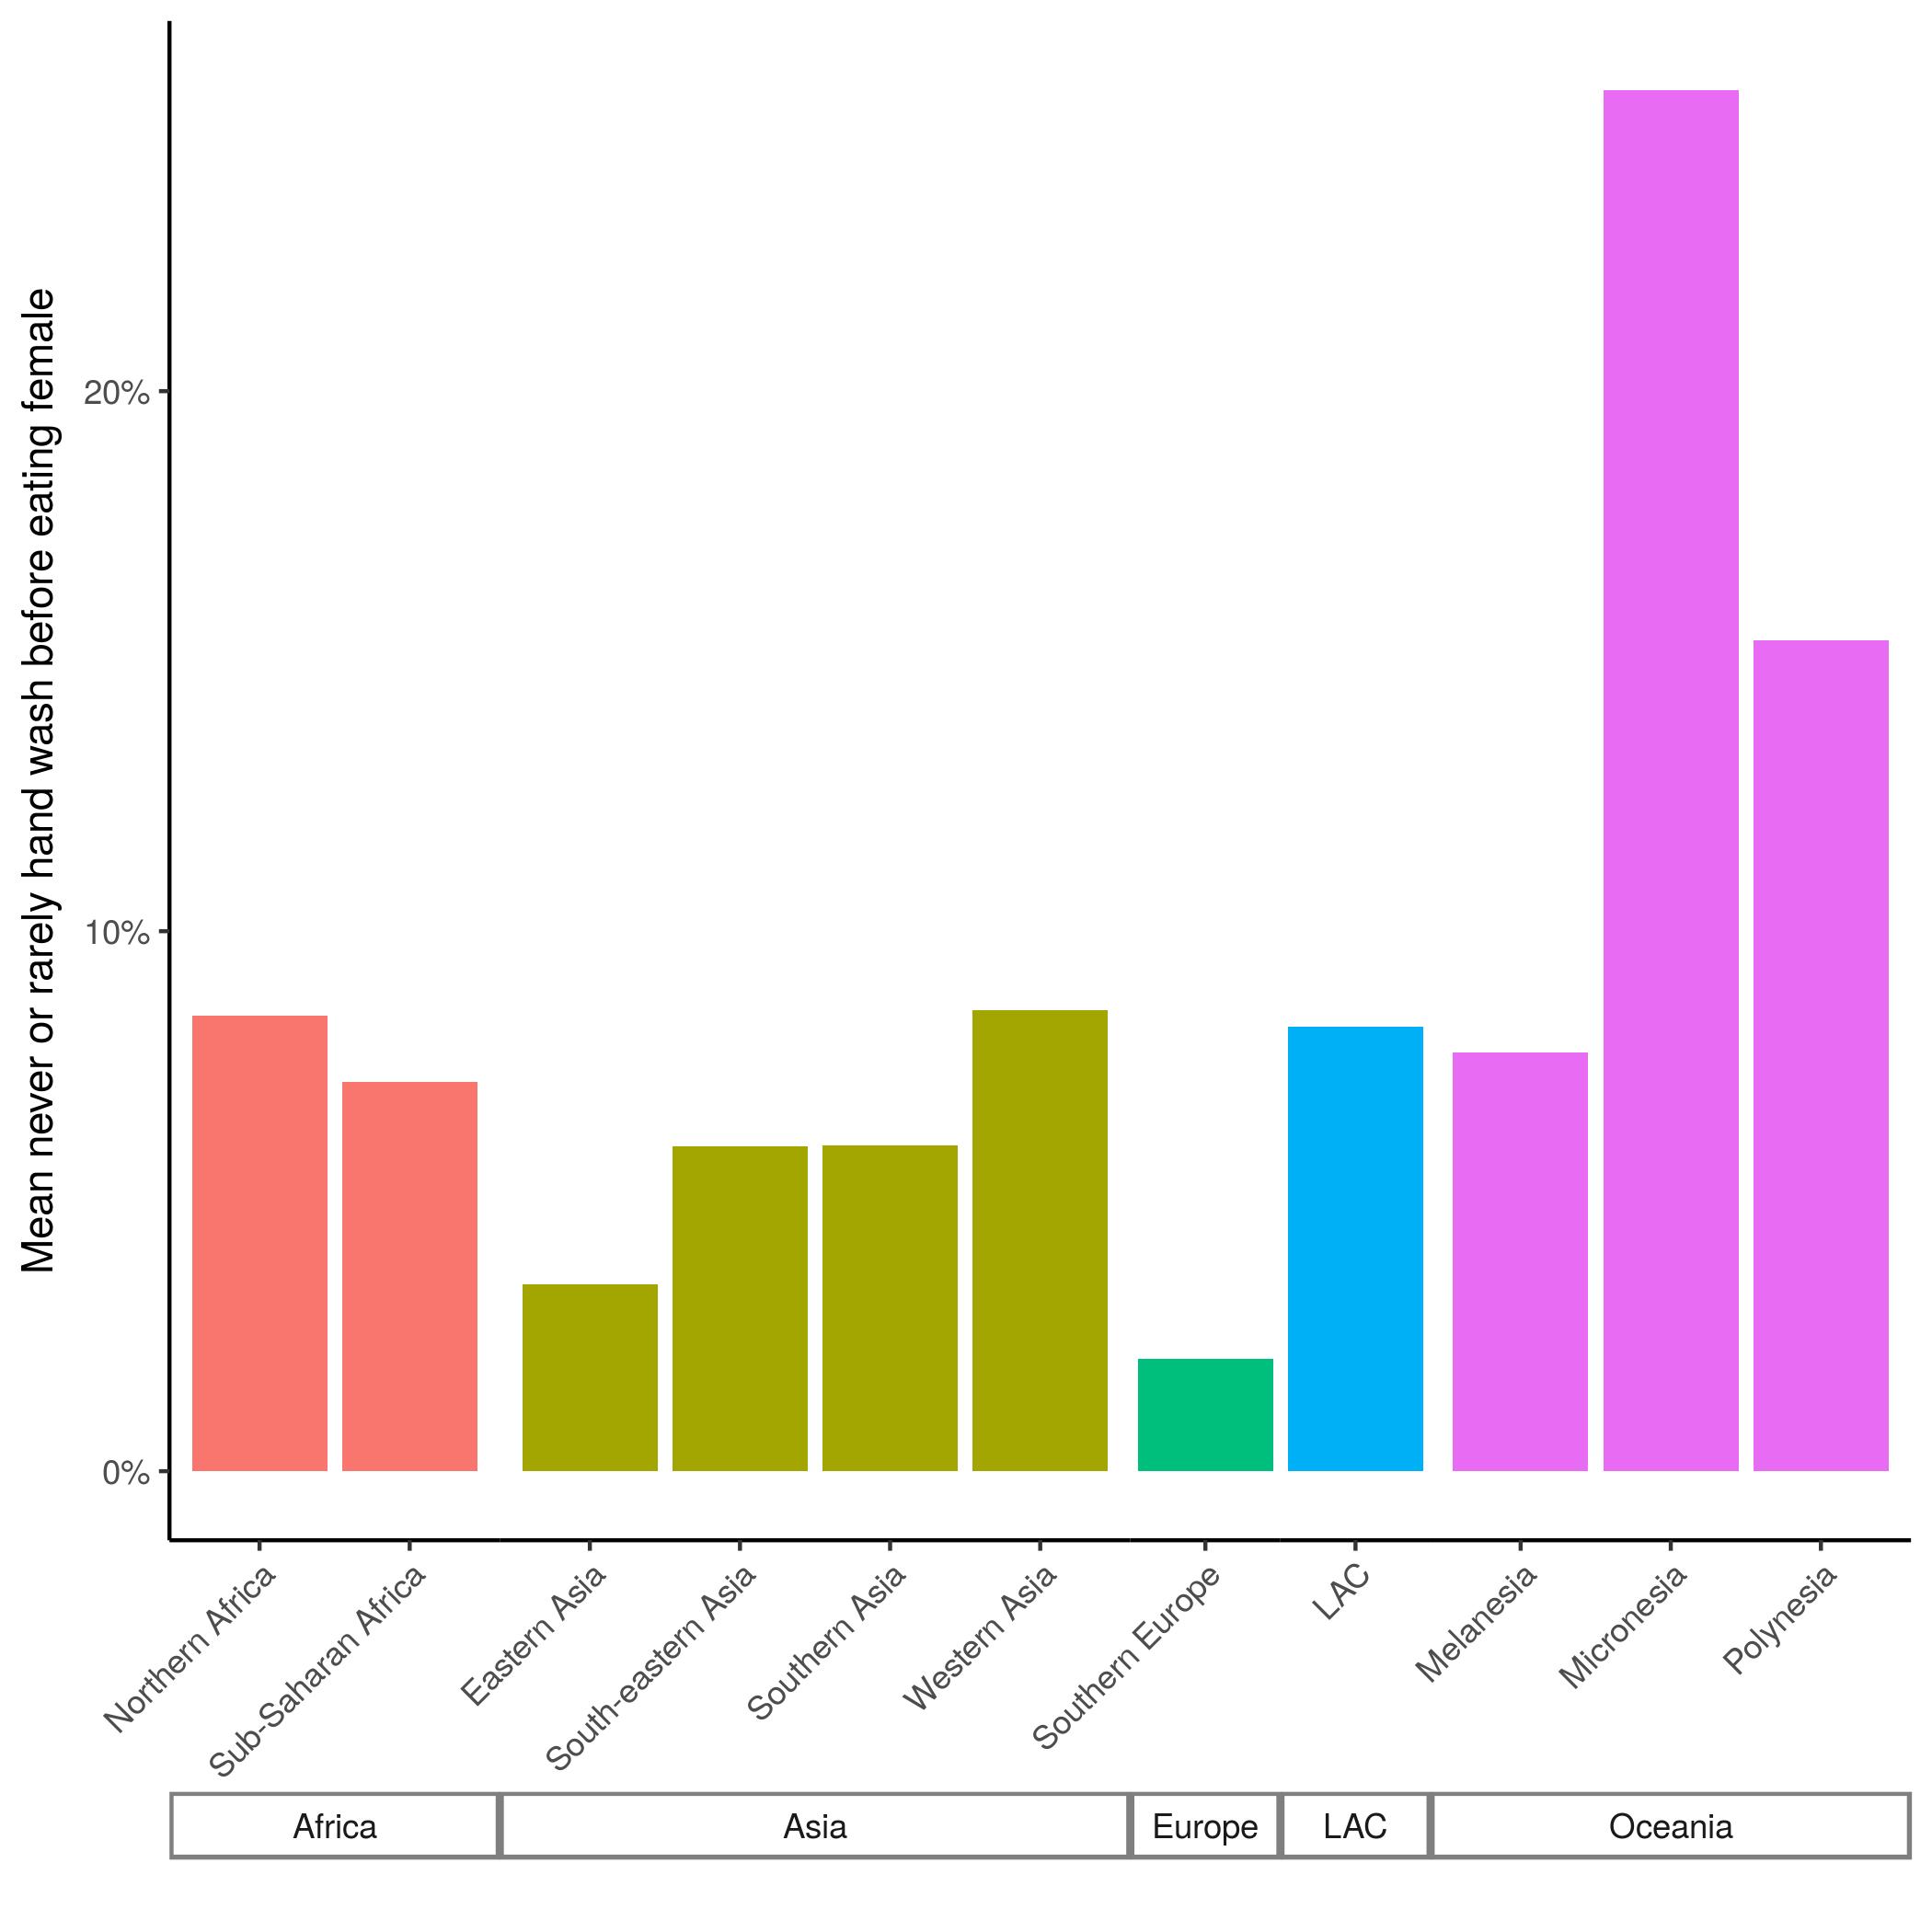 Mean never or rarely hand wash before eating female
20%
10%
0%
Northern Africa
Sub-Saharan Africa
Eastern Asia
South-eastern Asia
Southern Asia
Western Asia
Southern Europe
LAC
Melanesia
Micronesia
Polynesia
Africa
Asia
Europe
LAC
Oceania